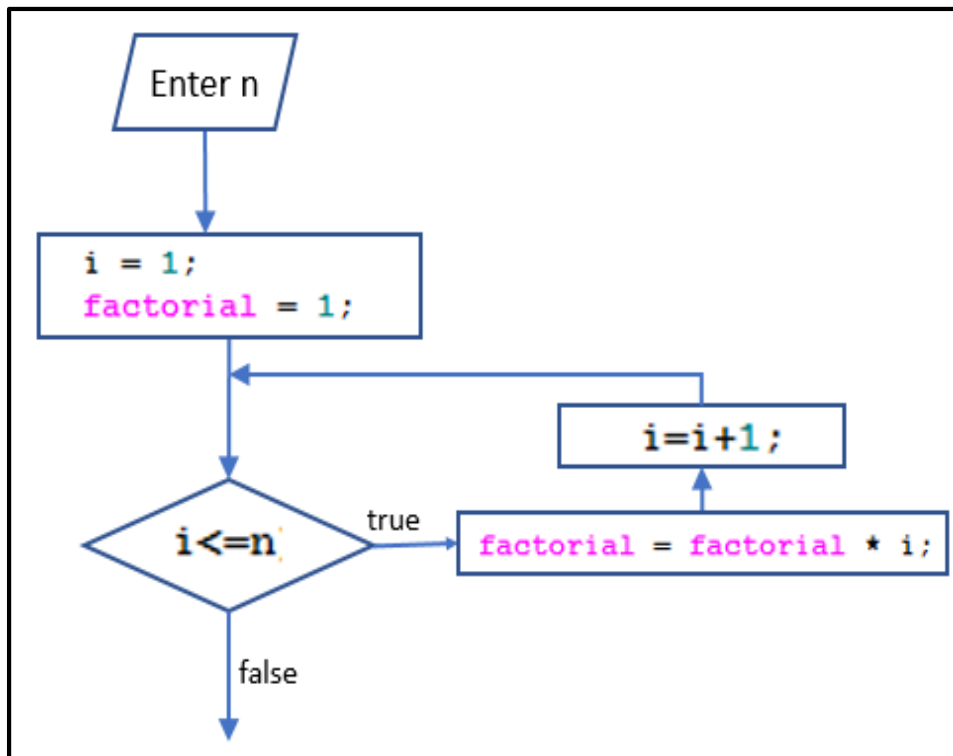 Enter n
i = 1;
factorial = 1;
i=i+1;
i<=n
true
factorial = factorial * i;
false